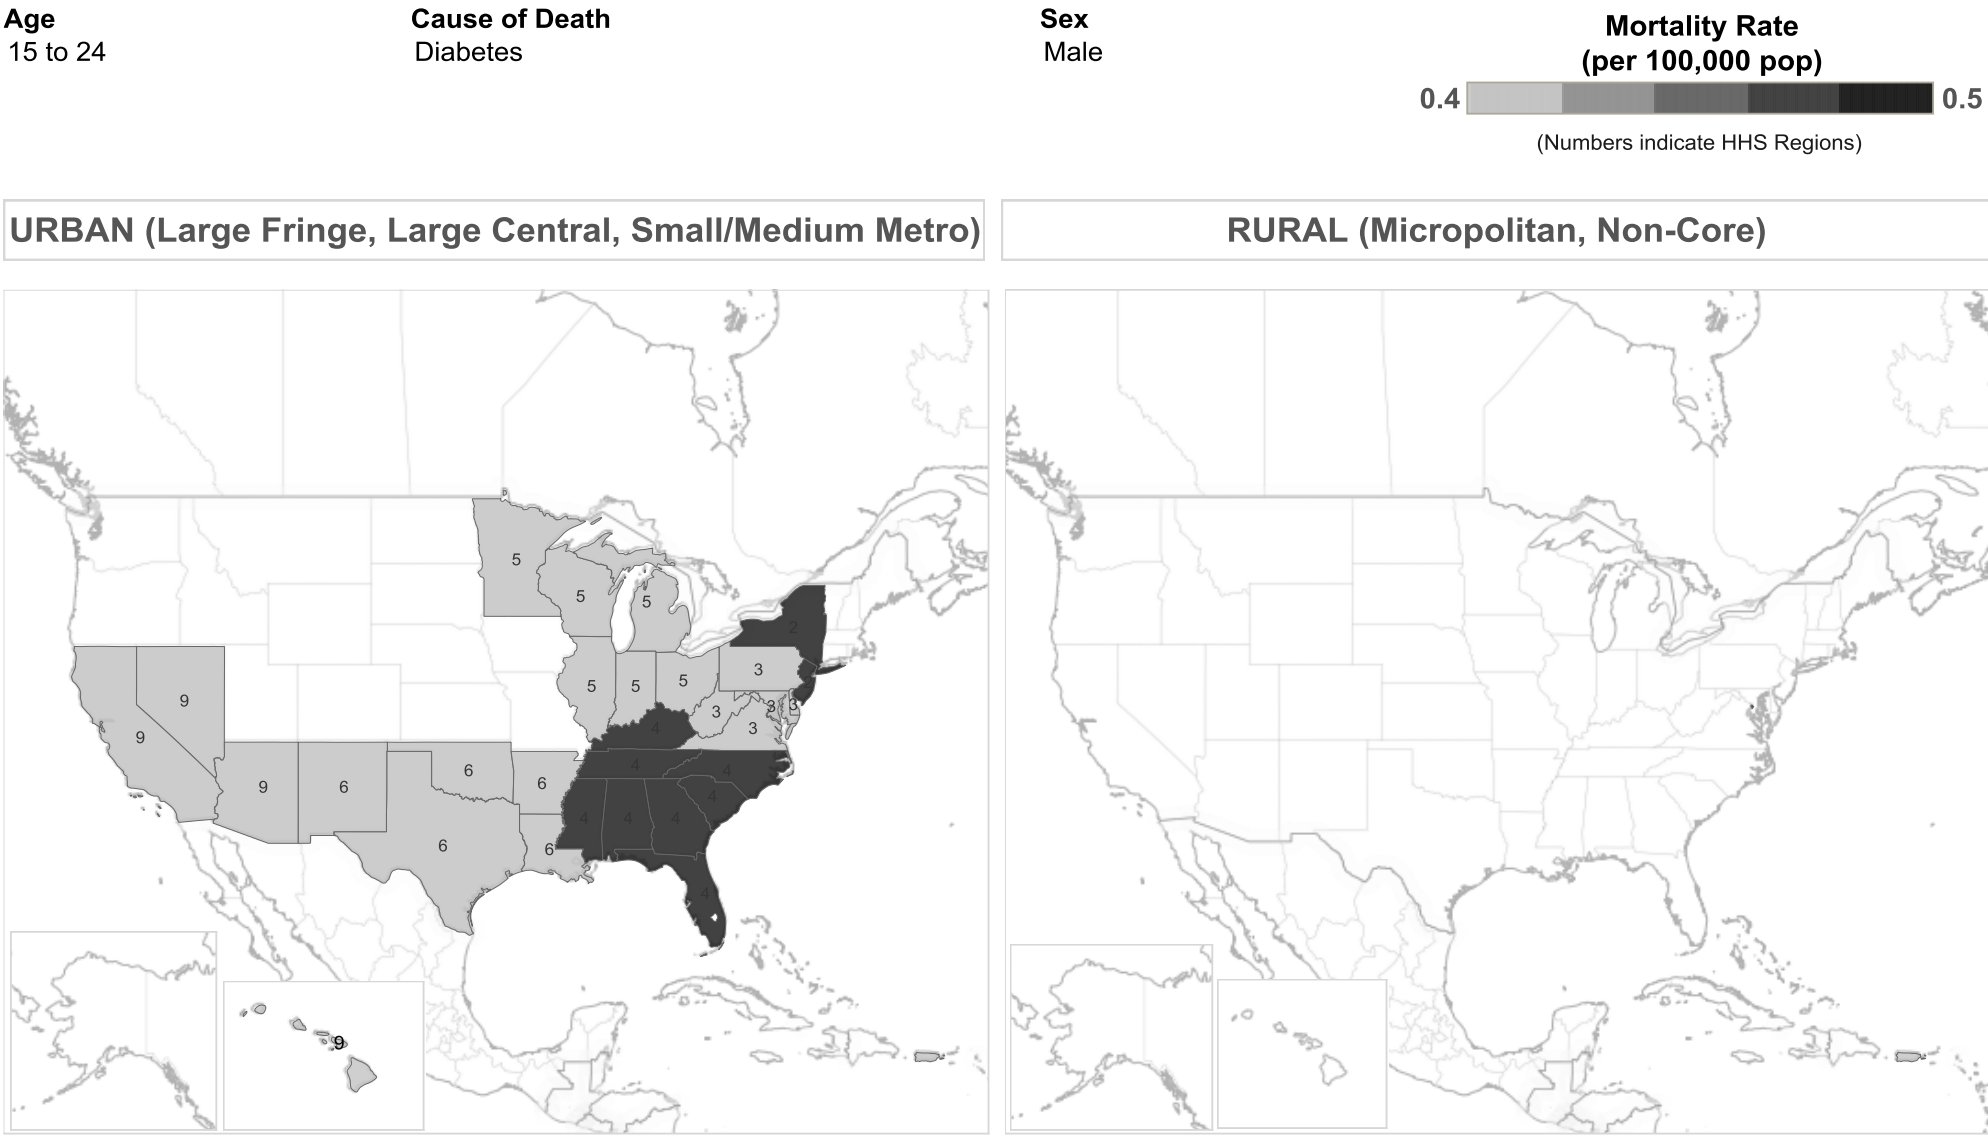 Age
15 to 24
Cause of Death
Diabetes
Sex
Male
Mortality Rate
(per 100,000 pop)
0.4
0.5
(Numbers indicate HHS Regions)
URBAN (Large Fringe, Large Central, Small/Medium Metro)
RURAL (Micropolitan, Non-Core)
5
5
5
2
3
5
5
5
9
3
3
3
3
4
9
6
4
4
9
6
6
4
4
4
4
6
6
4
9